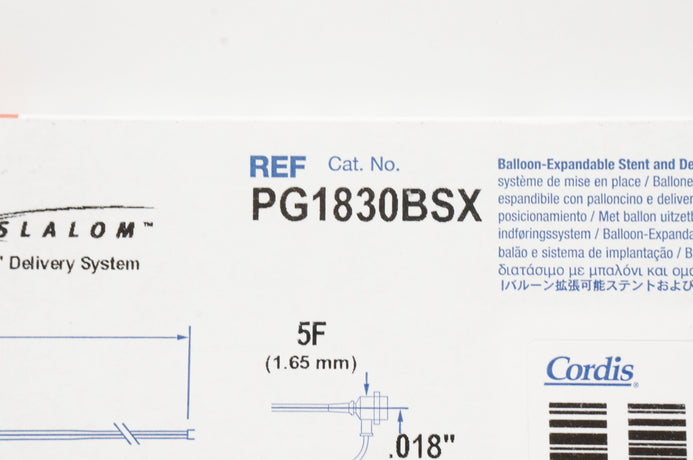 REF Cat. No.
PG1830BSX
SLALOM™
" Delivery System
Balloon-Expandable Stent and De
système de mise en place / Ballone
espandibile con palloncino e deliver
posicionamiento / Met ballon uitzetb
indføringssystem / Balloon-Expanda
balão e sistema de implantação / B
διατάσιμο με μπαλόνι και ομο
バルーン拡張可能ステントおよび
5F
(1.65 mm)
.018"
Cordis®